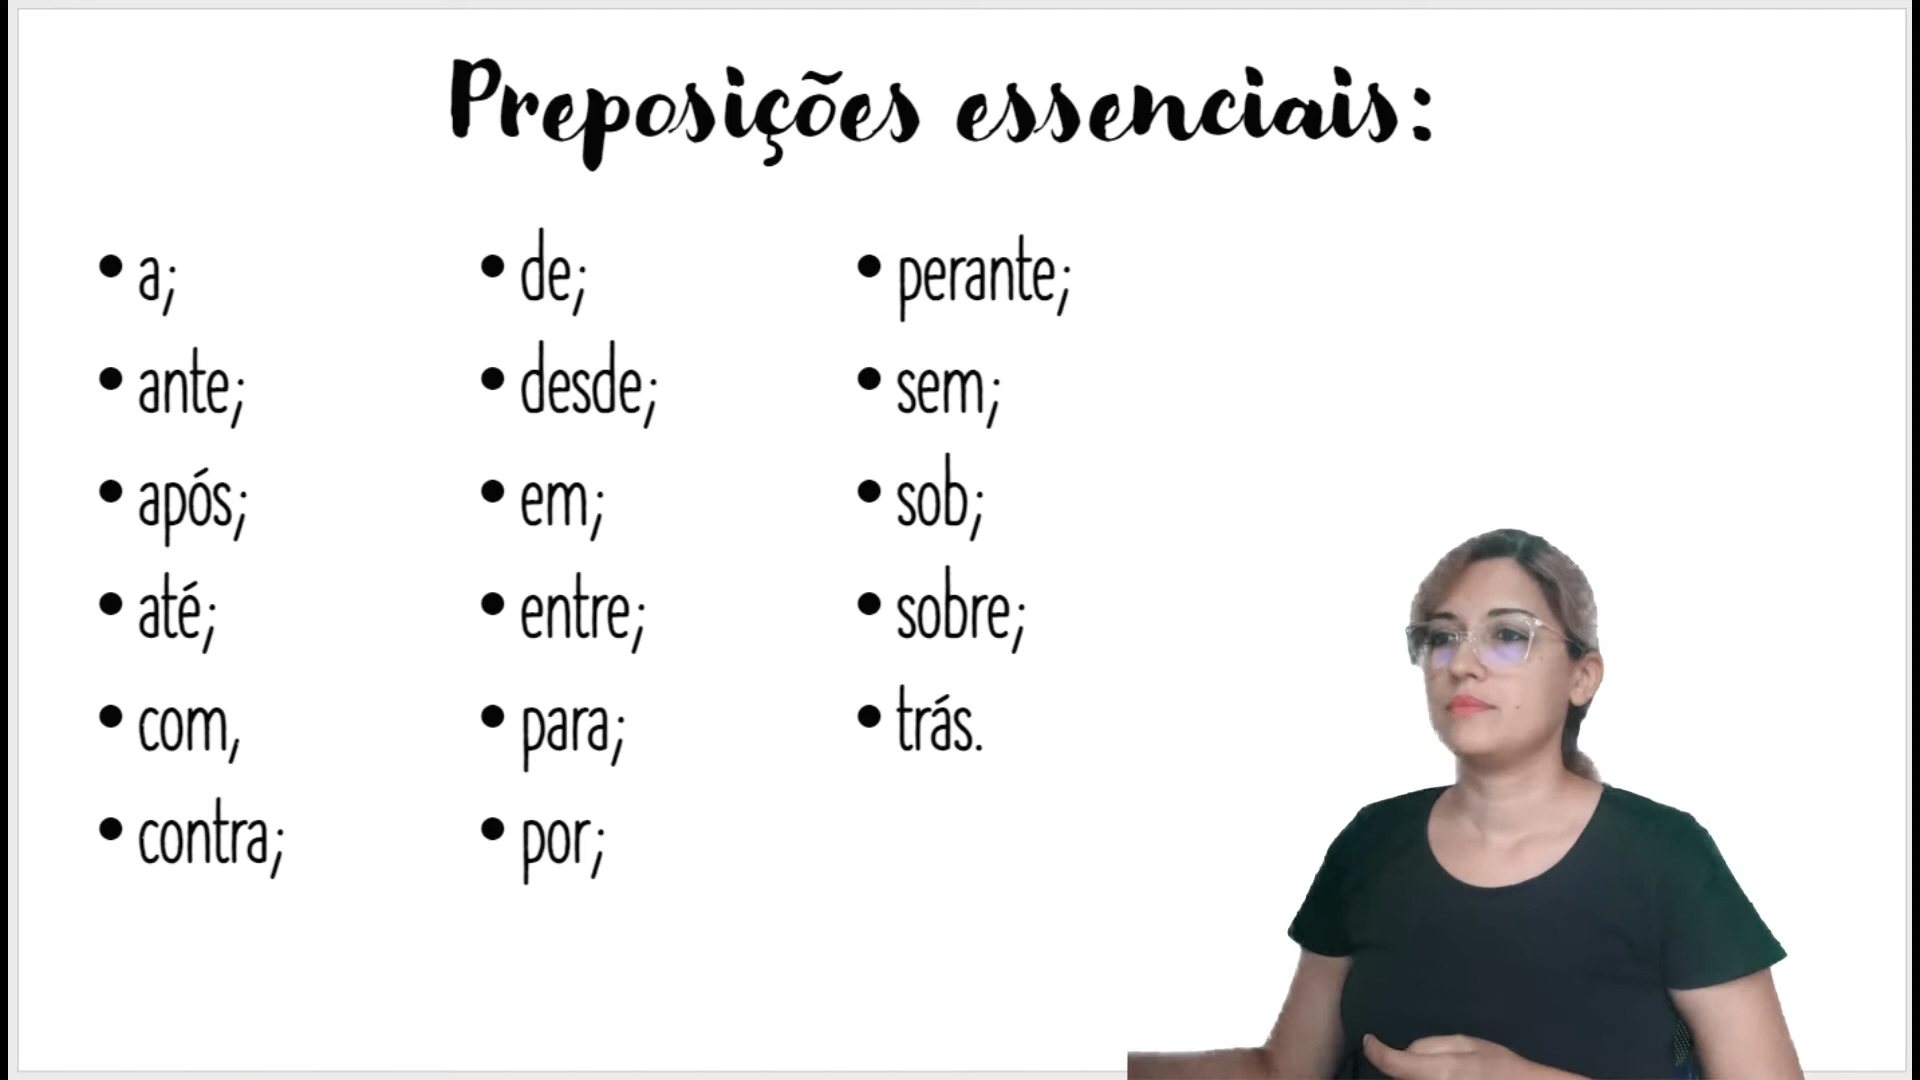 Preposições essenciais:
• a;
• ante;
• após;
• até;
• com,
• contra;
• de;
• desde;
• em;
• entre;
• para;
• por;
• perante;
• sem;
• sob;
• sobre;
• trás.